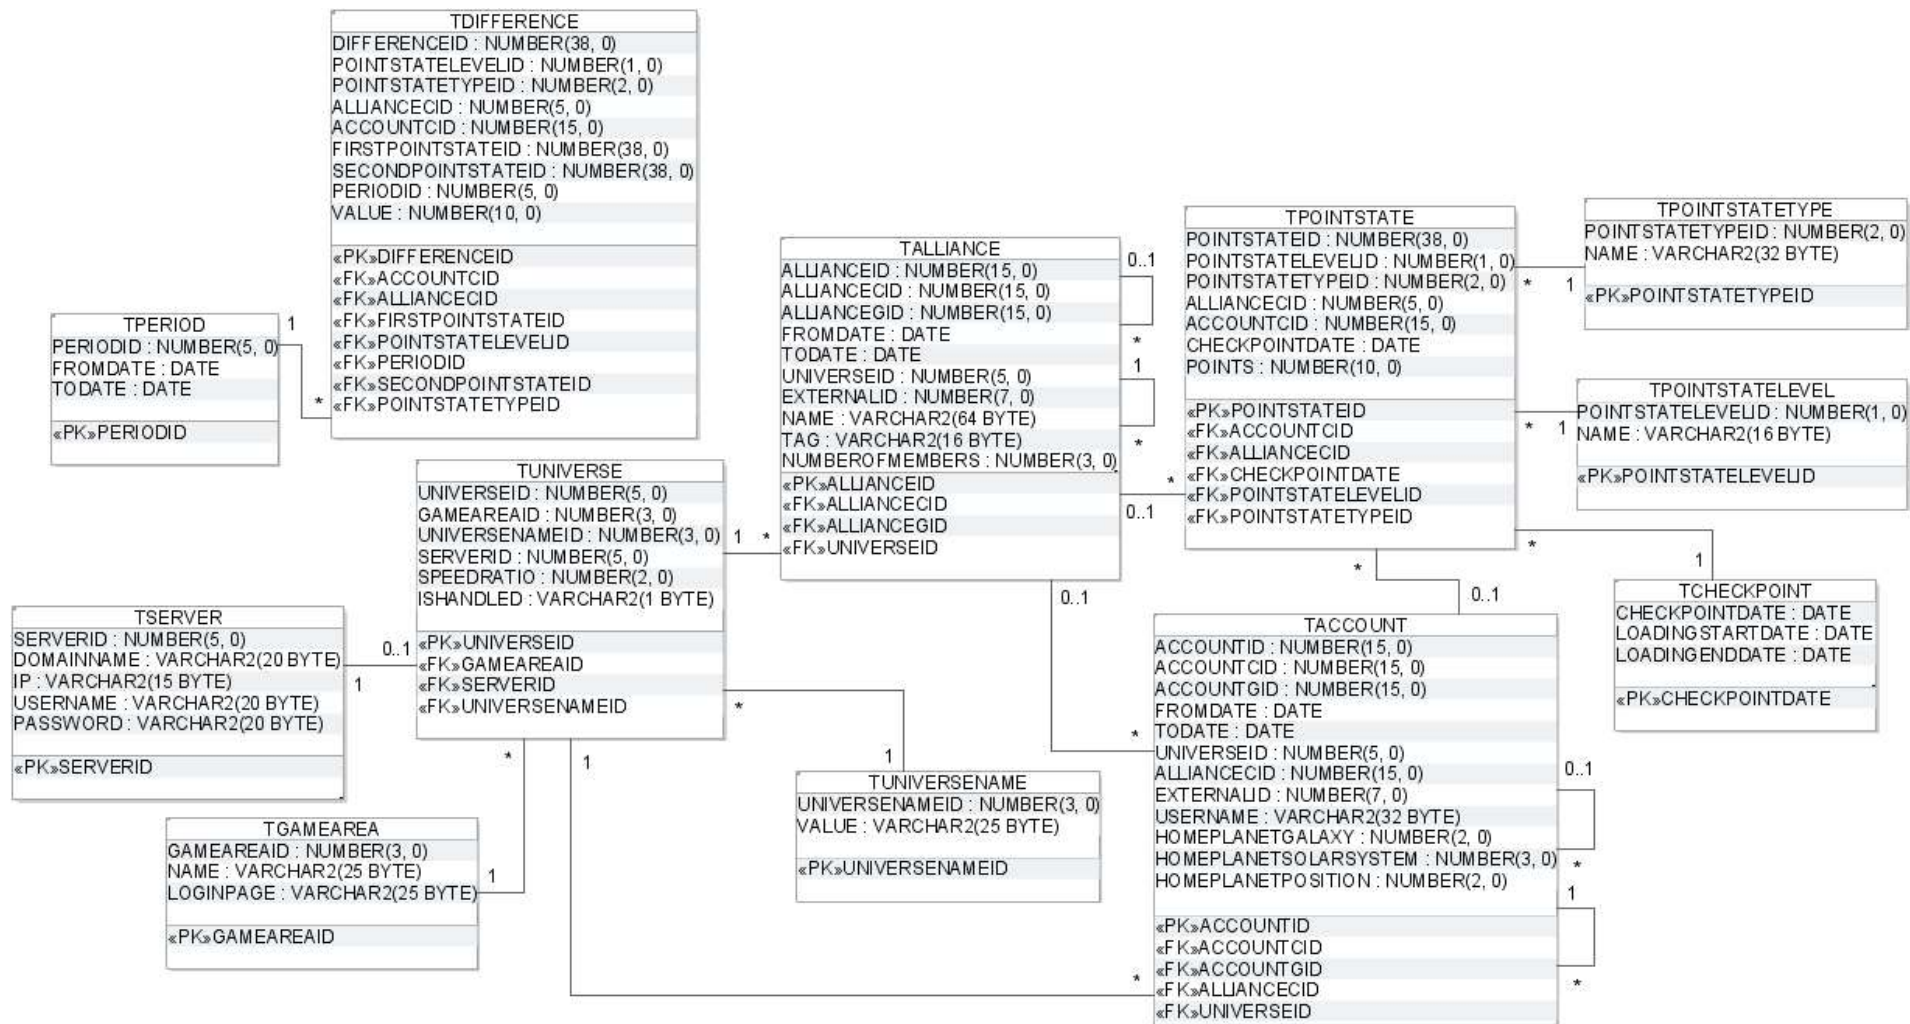 TDIFFERENCE
DIFFERENCEID : NUMBER(38, 0)
POINTSTATELEVELID : NUMBER(1, 0)
POINTSTATETYPEID : NUMBER(2, 0)
ALLIANCECID : NUMBER(5, 0)
ACCOUNTCID : NUMBER(15, 0)
FIRSTPOINTSTATEID : NUMBER(38, 0)
SECONDPOINTSTATEID : NUMBER(38, 0)
PERIODID : NUMBER(5, 0)
VALUE : NUMBER(10, 0)
«PK»DIFFERENCEID
«FK»ACCOUNTCID
«FK»ALLIANCECID
«FK»FIRSTPOINTSTATEID
«FK»POINTSTATELEVELID
«FK»PERIODID
«FK»SECONDPOINTSTATEID
«FK»POINTSTATETYPEID
TPERIOD
PERIODID : NUMBER(5, 0)
FROMDATE : DATE
TODATE : DATE
«PK»PERIODID
1
*
TALLIANCE
ALLIANCEID : NUMBER(15, 0)
ALLIANCECID : NUMBER(15, 0)
ALLIANCEGID : NUMBER(15, 0)
FROMDATE : DATE
TODATE : DATE
UNIVERSEID : NUMBER(5, 0)
EXTERNALID : NUMBER(7, 0)
NAME : VARCHAR2(64 BYTE)
TAG : VARCHAR2(16 BYTE)
NUMBEROFMEMBERS : NUMBER(3, 0)
«PK»ALLIANCEID
«FK»ALLIANCECID
«FK»ALLIANCEGID
«FK»UNIVERSEID
0..1
*
1
*
*
0..1
TPOINTSTATE
POINTSTATEID : NUMBER(38, 0)
POINTSTATELEVELID : NUMBER(1, 0)
POINTSTATETYPEID : NUMBER(2, 0)
ALLIANCECID : NUMBER(5, 0)
ACCOUNTCID : NUMBER(15, 0)
CHECKPOINTDATE : DATE
POINTS : NUMBER(10, 0)
«PK»POINTSTATEID
«FK»ACCOUNTCID
«FK»ALLIANCECID
«FK»CHECKPOINTDATE
«FK»POINTSTATELEVELID
«FK»POINTSTATETYPEID
* 1
TPOINTSTATETYPE
POINTSTATETYPEID : NUMBER(2, 0)
NAME : VARCHAR2(32 BYTE)
«PK»POINTSTATETYPEID
* 1
TPOINTSTATELEVEL
POINTSTATELEVELID : NUMBER(1, 0)
NAME : VARCHAR2(16 BYTE)
«PK»POINTSTATELEVELID
*
1
TCHECKPOINT
CHECKPOINTDATE : DATE
LOADINGSTARTDATE : DATE
LOADINGENDDATE : DATE
«PK»CHECKPOINTDATE
TUNIVERSE
UNIVERSEID : NUMBER(5, 0)
GAMEAREAID : NUMBER(3, 0)
UNIVERSENAMEID : NUMBER(3, 0)
SERVERID : NUMBER(5, 0)
SPEEDRATIO : NUMBER(2, 0)
ISHANDLED : VARCHAR2(1 BYTE)
«PK»UNIVERSEID
«FK»GAMEAREAID
«FK»SERVERID
«FK»UNIVERSENAMEID
1 *
TSERVER
SERVERID : NUMBER(5, 0)
DOMAINNAME : VARCHAR2(20 BYTE)
IP : VARCHAR2(15 BYTE)
USERNAME : VARCHAR2(20 BYTE)
PASSWORD : VARCHAR2(20 BYTE)
«PK»SERVERID
0..1
1
*
1
*
1
TGAMEAREA
GAMEAREAID : NUMBER(3, 0)
NAME : VARCHAR2(25 BYTE)
LOGINPAGE : VARCHAR2(25 BYTE)
«PK»GAMEAREAID
1
TUNIVERSENAME
UNIVERSENAMEID : NUMBER(3, 0)
VALUE : VARCHAR2(25 BYTE)
«PK»UNIVERSENAMEID
0..1
*
*
0..1
TACCOUNT
ACCOUNTID : NUMBER(15, 0)
ACCOUNTCID : NUMBER(15, 0)
ACCOUNTGID : NUMBER(15, 0)
FROMDATE : DATE
TODATE : DATE
UNIVERSEID : NUMBER(5, 0)
ALLIANCECID : NUMBER(15, 0)
EXTERNALID : NUMBER(7, 0)
USERNAME : VARCHAR2(32 BYTE)
HOMEPLANETGALAXY : NUMBER(2, 0)
HOMEPLANETSOLARSYSTEM : NUMBER(3, 0)
HOMEPLANETPOSITION : NUMBER(2, 0)
«PK»ACCOUNTID
«FK»ACCOUNTCID
«FK»ACCOUNTGID
«FK»ALLIANCECID
«FK»UNIVERSEID
0..1
*
1
*
*